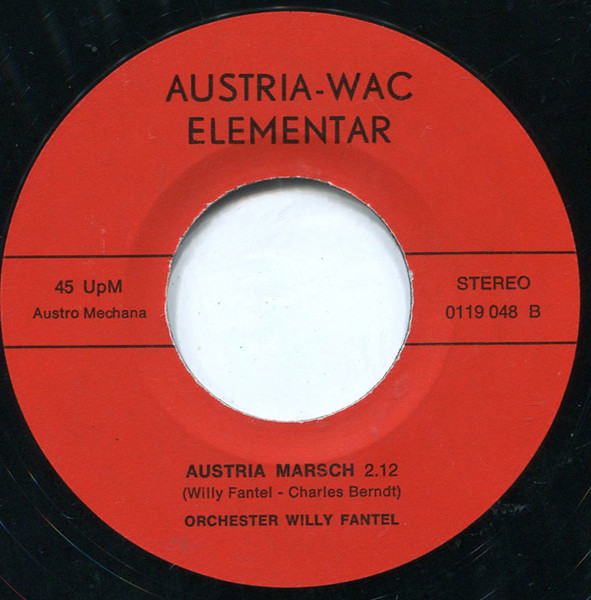 AUSTRIA-WAC
ELEMENTAR
45 UpM
Austro Mechana
STEREO
0119 048 B
AUSTRIA MARSCH 2.12
(Willy Fantel - Charles Berndt)
ORCHESTER WILLY FANTEL